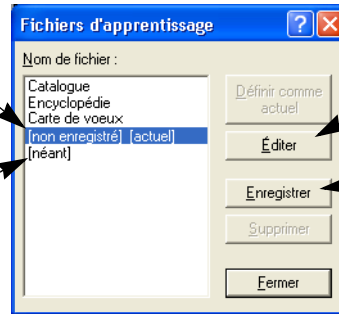 Fichiers d'apprentissage
Nom de fichier :
Catalogue
Encyclopédie
Carte de voeux
[non enregistré] [actuel]
[néant]
Définir comme
actuel
Éditer
Enregistrer
Supprimer
Fermer